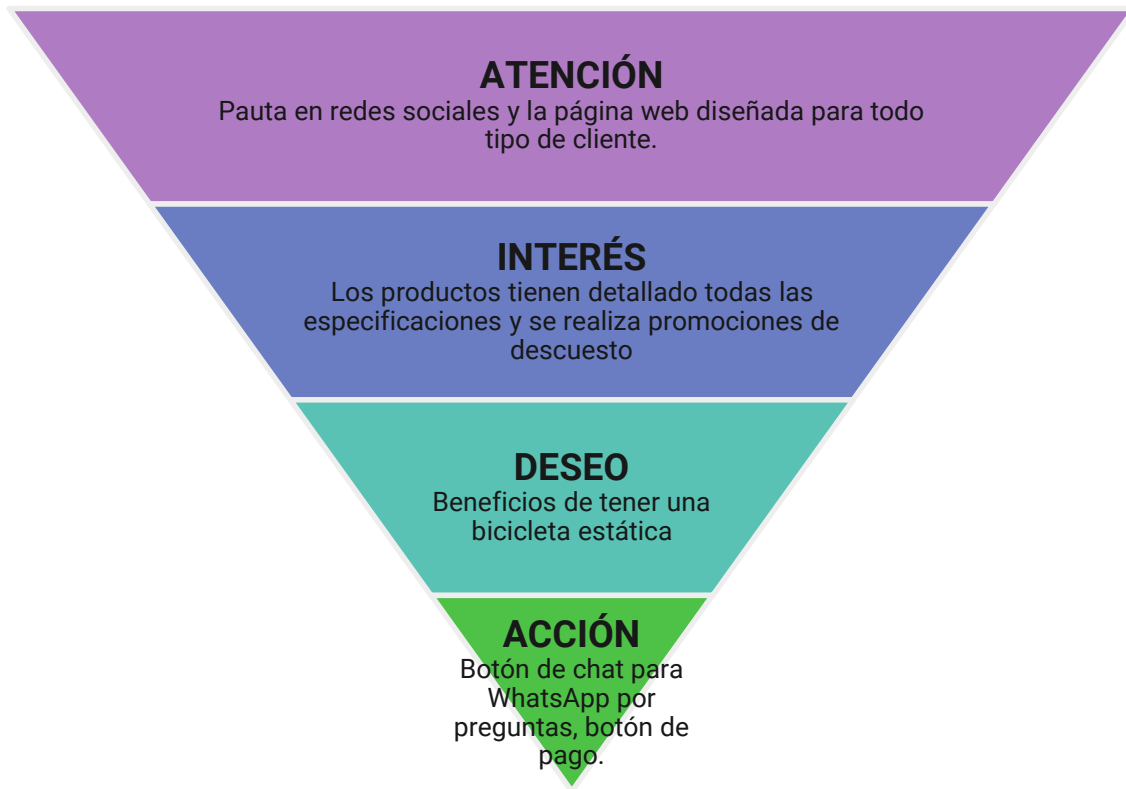 ATENCIÓN
Pauta en redes sociales y la página web diseñada para todo
tipo de cliente.
INTERÉS
Los productos tienen detallado todas las
especificaciones y se realiza promociones de
descuesto
DESEO
Beneficios de tener una
bicicleta estática
ACCIÓN
Botón de chat para
WhatsApp por
preguntas, botón de
pago.